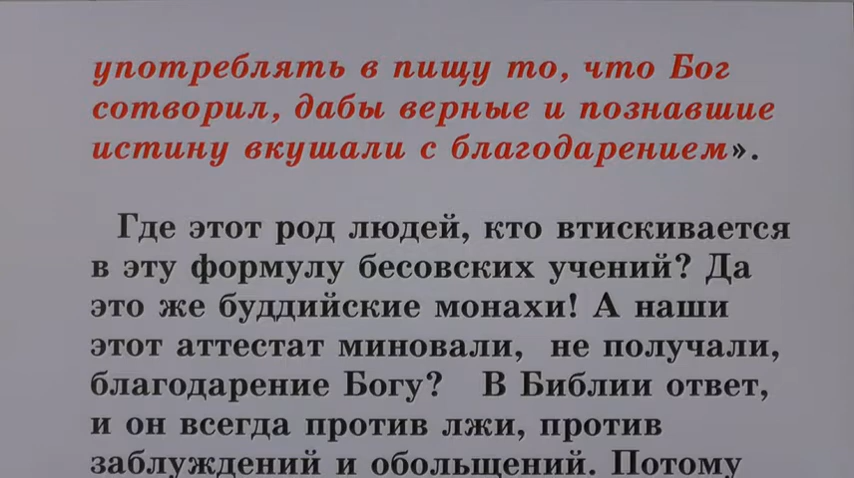 употреблять в пищу то, что Бог
сотворил, дабы верные и познавшие
истину вкушали с благодарением».
Где этот род людей, кто втискивается
в эту формулу бесовских учений? Да
это же буддийские монахи! А наши
этот аттестат миновали, не получали,
благодарение Богу? В Библии ответ,
и он всегда против лжи, против
заблуждений и обольщений. Потому